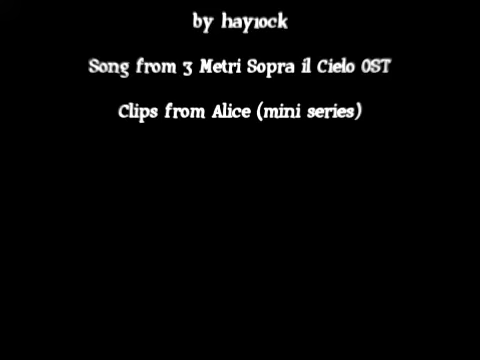 by hay1ock
Song from 3 Metri Sopra il Cielo OST
Clips from Alice (mini series)